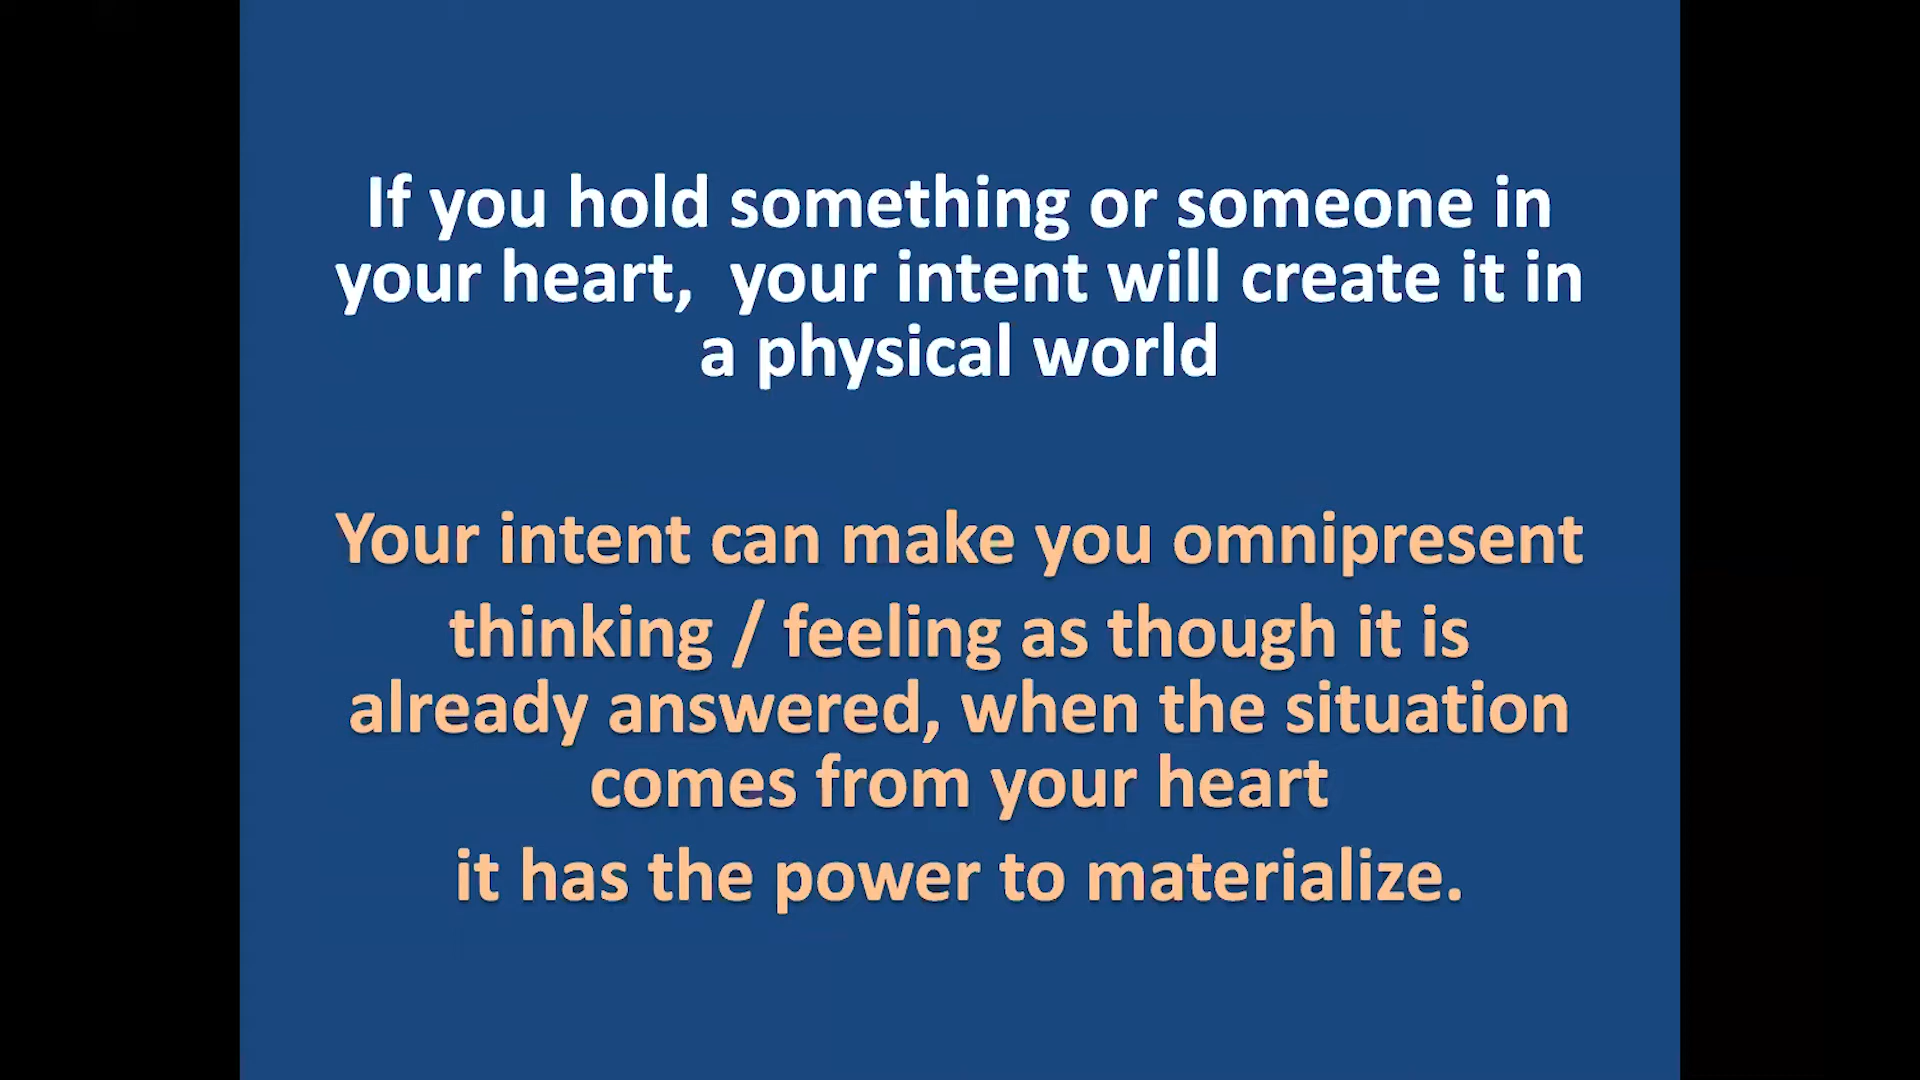 If you hold something or someone in
your heart,  your intent will create it in
a physical world
Your intent can make you omnipresent
thinking / feeling as though it is
already answered, when the situation
comes from your heart
it has the power to materialize.